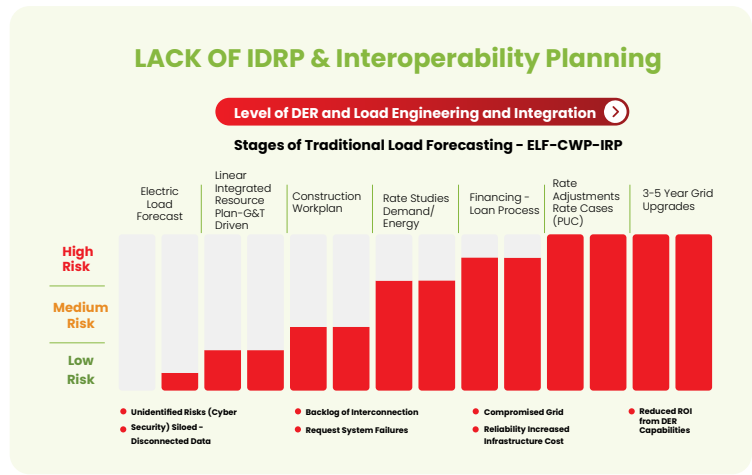 LACK OF IDRP & Interoperability Planning
Level of DER and Load Engineering and Integration
Stages of Traditional Load Forecasting - ELF-CWP-IRP
Electric
Load
Forecast
Linear
Integrated
Resource
Plan-G&T
Driven
Construction
Workplan
Rate Studies
Demand/
Energy
Financing -
Loan Process
Rate
Adjustments
Rate Cases
(PUC)
3-5 Year Grid
Upgrades
High
Risk
Medium
Risk
Low
Risk
Unidentified Risks (Cyber
Security) Siloed -
Disconnected Data
Backlog of Interconnection
Request System Failures
Compromised Grid
Reliability Increased
Infrastructure Cost
Reduced ROI
from DER
Capabilities